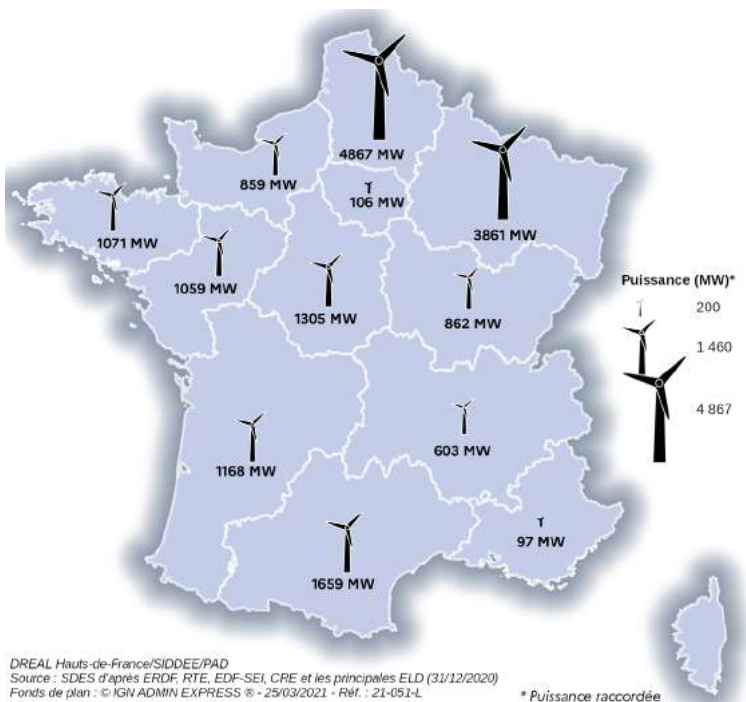 4867 MW
859 MW
106 MW
3861 MW
1071 MW
1059 MW
1305 MW
862 MW
Puissance (MW)*
200
1 460
4 867
603 MW
1168 MW
97 MW
1659 MW
DREAL Hauts-de-France/SIDDEE/PAD
Source : SDES d'après ERDF, RTE, EDF-SEI, CRE et les principales ELD (31/12/2020)
Fonds de plan : © IGN ADMIN EXPRESS ® - 25/03/2021 - Réf. : 21-051-L
* Puissance raccordée